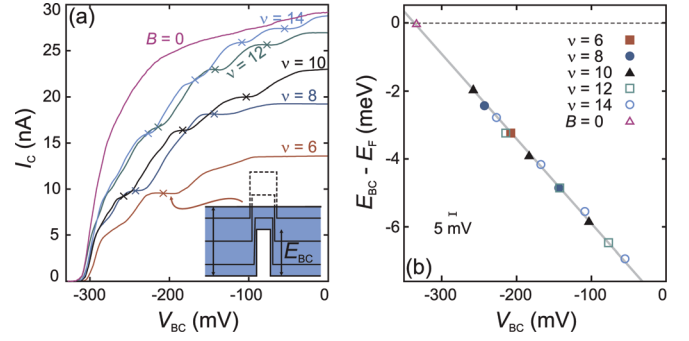 (a)
B = 0
ν = 14
ν = 12
ν = 10
ν = 8
ν = 6
E_BC
I_C (nA)
30
25
20
15
10
5
0
-300
-200
-100
0
V_BC (mV)
(b)
E_BC - E_F (meV)
0
-2
-4
-6
ν = 6
ν = 8
ν = 10
ν = 12
ν = 14
B = 0
5 mV
-300
-200
-100
0
V_BC (mV)